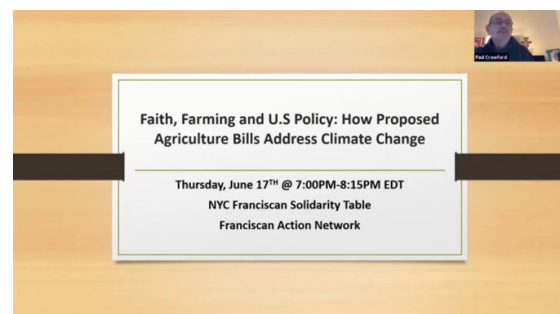 Faith, Farming and U.S Policy: How Proposed
Agriculture Bills Address Climate Change
Thursday, June 17TH @ 7:00PM-8:15PM EDT
NYC Franciscan Solidarity Table
Franciscan Action Network
Pad Crawford